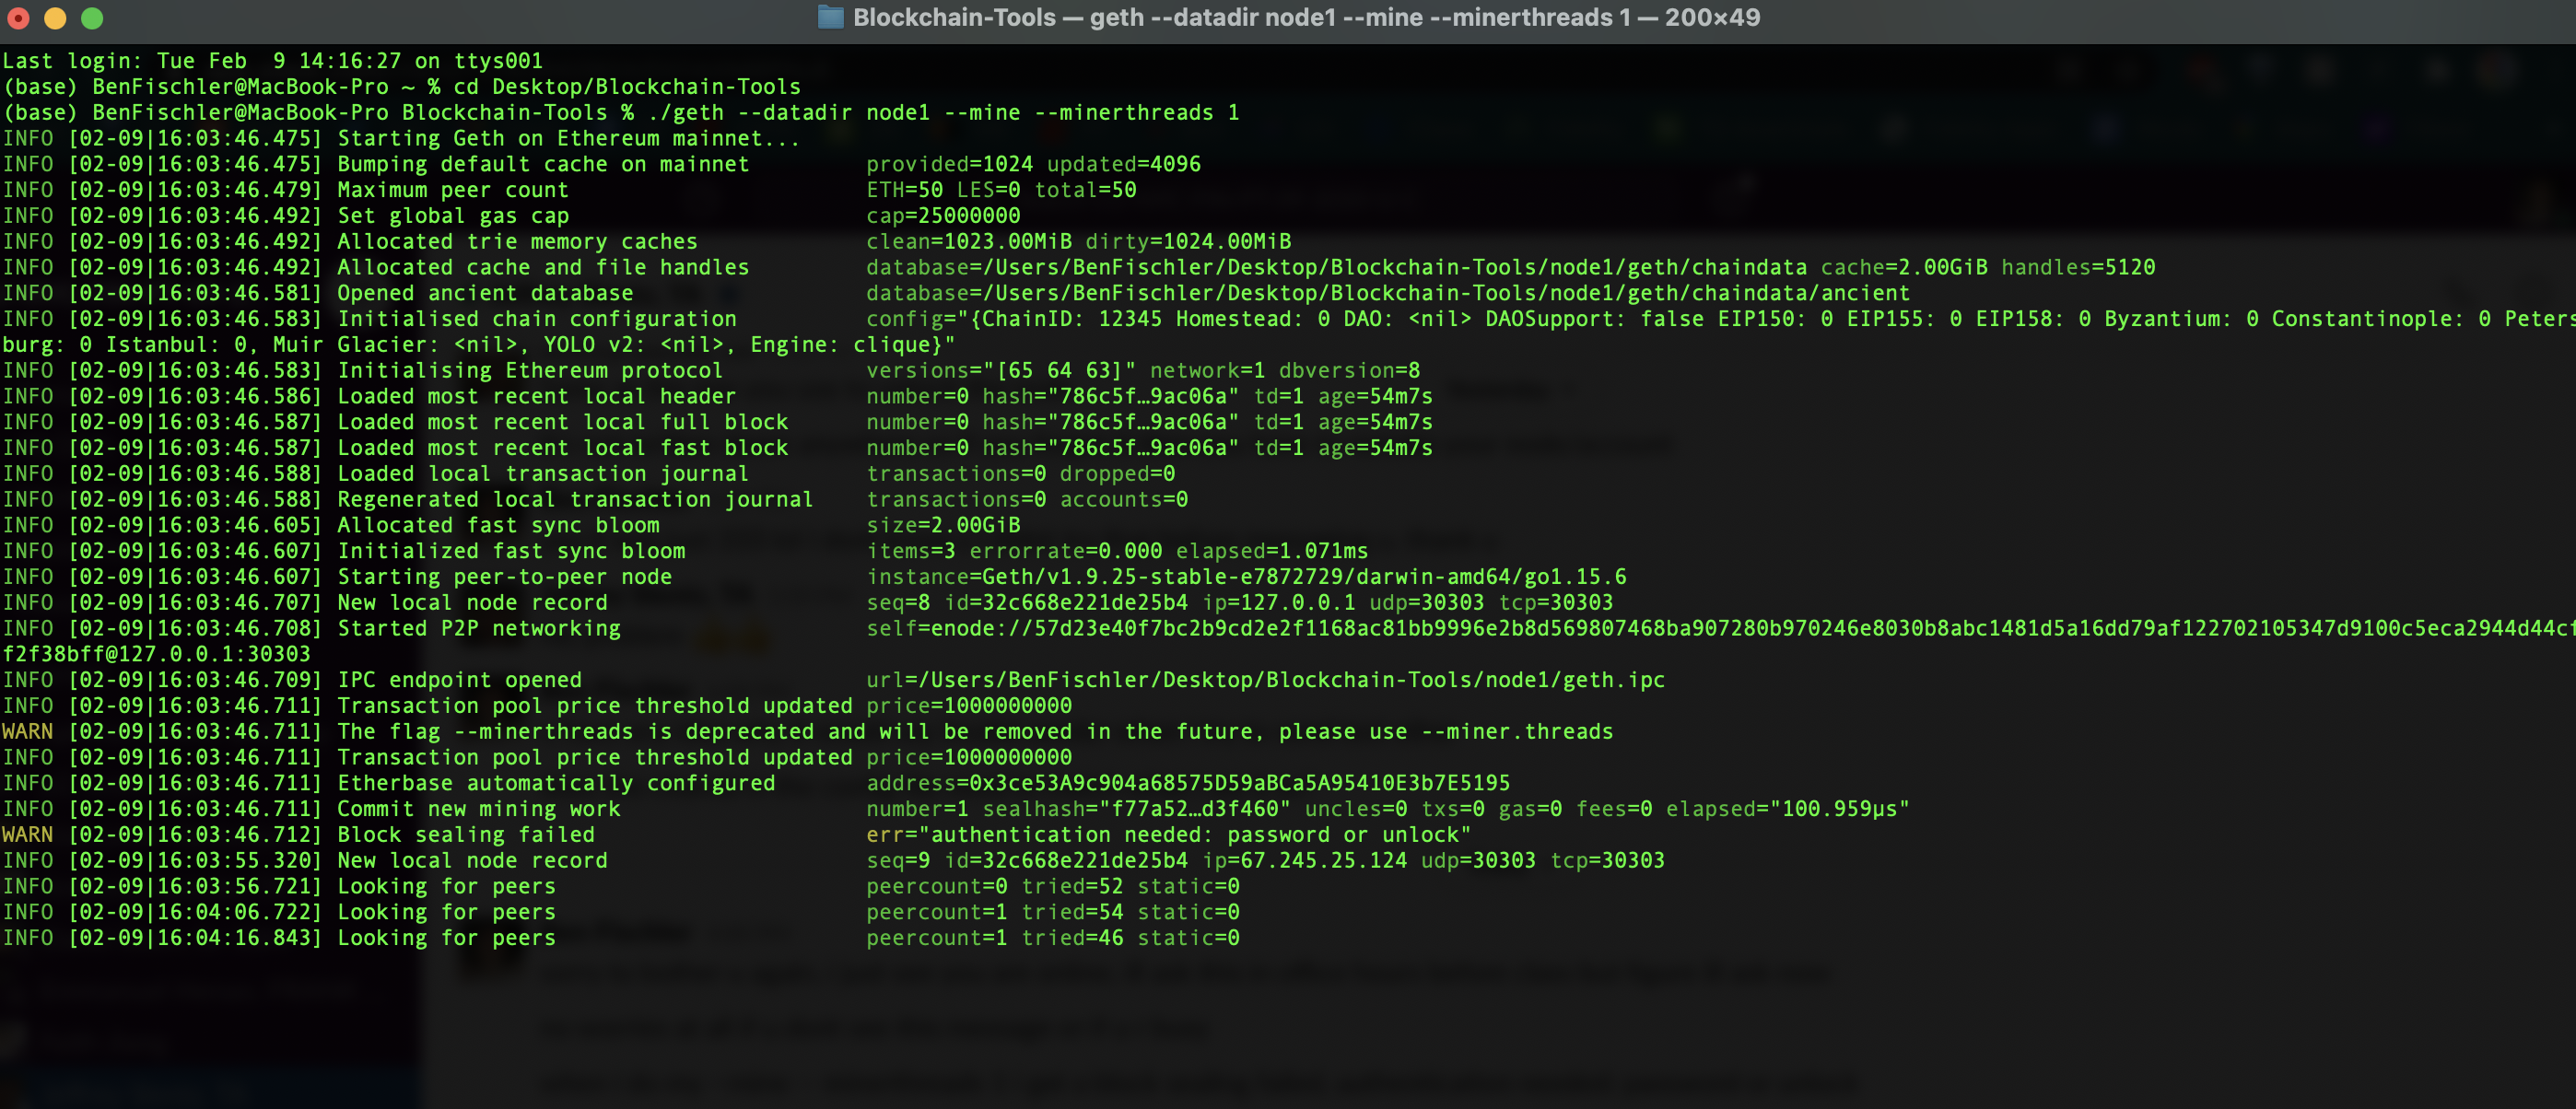 Blockchain-Tools — geth --datadir node1 --mine --minerthreads 1 — 200×49
Last login: Tue Feb  9 14:16:27 on ttys001
(base) BenFischler@MacBook-Pro ~ % cd Desktop/Blockchain-Tools
(base) BenFischler@MacBook-Pro Blockchain-Tools % ./geth --datadir node1 --mine --minerthreads 1
INFO [02-09|16:03:46.475] Starting Geth on Ethereum mainnet...
INFO [02-09|16:03:46.475] Bumping default cache on mainnet         provided=1024 updated=4096
INFO [02-09|16:03:46.479] Maximum peer count                       ETH=50 LES=0 total=50
INFO [02-09|16:03:46.492] Set global gas cap                       cap=25000000
INFO [02-09|16:03:46.492] Allocated trie memory caches             clean=1023.00MiB dirty=1024.00MiB
INFO [02-09|16:03:46.492] Allocated cache and file handles         database=/Users/BenFischler/Desktop/Blockchain-Tools/node1/geth/chaindata cache=2.00GiB handles=5120
INFO [02-09|16:03:46.581] Opened ancient database                  database=/Users/BenFischler/Desktop/Blockchain-Tools/node1/geth/chaindata/ancient
INFO [02-09|16:03:46.583] Initialised chain configuration          config="{ChainID: 12345 Homestead: 0 DAO: <nil> DAOSupport: false EIP150: 0 EIP155: 0 EIP158: 0 Byzantium: 0 Constantinople: 0 Peters
burg: 0 Istanbul: 0, Muir Glacier: <nil>, YOLO v2: <nil>, Engine: clique}"
INFO [02-09|16:03:46.583] Initialising Ethereum protocol           versions="[65 64 63]" network=1 dbversion=8
INFO [02-09|16:03:46.586] Loaded most recent local header          number=0 hash="786c5f…9ac06a" td=1 age=54m7s
INFO [02-09|16:03:46.587] Loaded most recent local full block      number=0 hash="786c5f…9ac06a" td=1 age=54m7s
INFO [02-09|16:03:46.587] Loaded most recent local fast block      number=0 hash="786c5f…9ac06a" td=1 age=54m7s
INFO [02-09|16:03:46.588] Loaded local transaction journal         transactions=0 dropped=0
INFO [02-09|16:03:46.588] Regenerated local transaction journal    transactions=0 accounts=0
INFO [02-09|16:03:46.605] Allocated fast sync bloom                size=2.00GiB
INFO [02-09|16:03:46.607] Initialized fast sync bloom              items=3 errorrate=0.000 elapsed=1.071ms
INFO [02-09|16:03:46.607] Starting peer-to-peer node               instance=Geth/v1.9.25-stable-e7872729/darwin-amd64/go1.15.6
INFO [02-09|16:03:46.707] New local node record                    seq=8 id=32c668e221de25b4 ip=127.0.0.1 udp=30303 tcp=30303
INFO [02-09|16:03:46.708] Started P2P networking                   self=enode://57d23e40f7bc2b9cd2e2f1168ac81bb9996e2b8d569807468ba907280b970246e8030b8abc1481d5a16dd79af122702105347d9100c5eca2944d44cf
f2f38bff@127.0.0.1:30303
INFO [02-09|16:03:46.709] IPC endpoint opened                      url=/Users/BenFischler/Desktop/Blockchain-Tools/node1/geth.ipc
INFO [02-09|16:03:46.711] Transaction pool price threshold updated price=1000000000
WARN [02-09|16:03:46.711] The flag --minerthreads is deprecated and will be removed in the future, please use --miner.threads
INFO [02-09|16:03:46.711] Transaction pool price threshold updated price=1000000000
INFO [02-09|16:03:46.711] Etherbase automatically configured       address=0x3ce53A9c904a68575D59aBCa5A95410E3b7E5195
INFO [02-09|16:03:46.711] Commit new mining work                   number=1 sealhash="f77a52…d3f460" uncles=0 txs=0 gas=0 fees=0 elapsed="100.959µs"
WARN [02-09|16:03:46.712] Block sealing failed                     err="authentication needed: password or unlock"
INFO [02-09|16:03:55.320] New local node record                    seq=9 id=32c668e221de25b4 ip=67.245.25.124 udp=30303 tcp=30303
INFO [02-09|16:03:56.721] Looking for peers                        peercount=0 tried=52 static=0
INFO [02-09|16:04:06.722] Looking for peers                        peercount=1 tried=54 static=0
INFO [02-09|16:04:16.843] Looking for peers                        peercount=1 tried=46 static=0